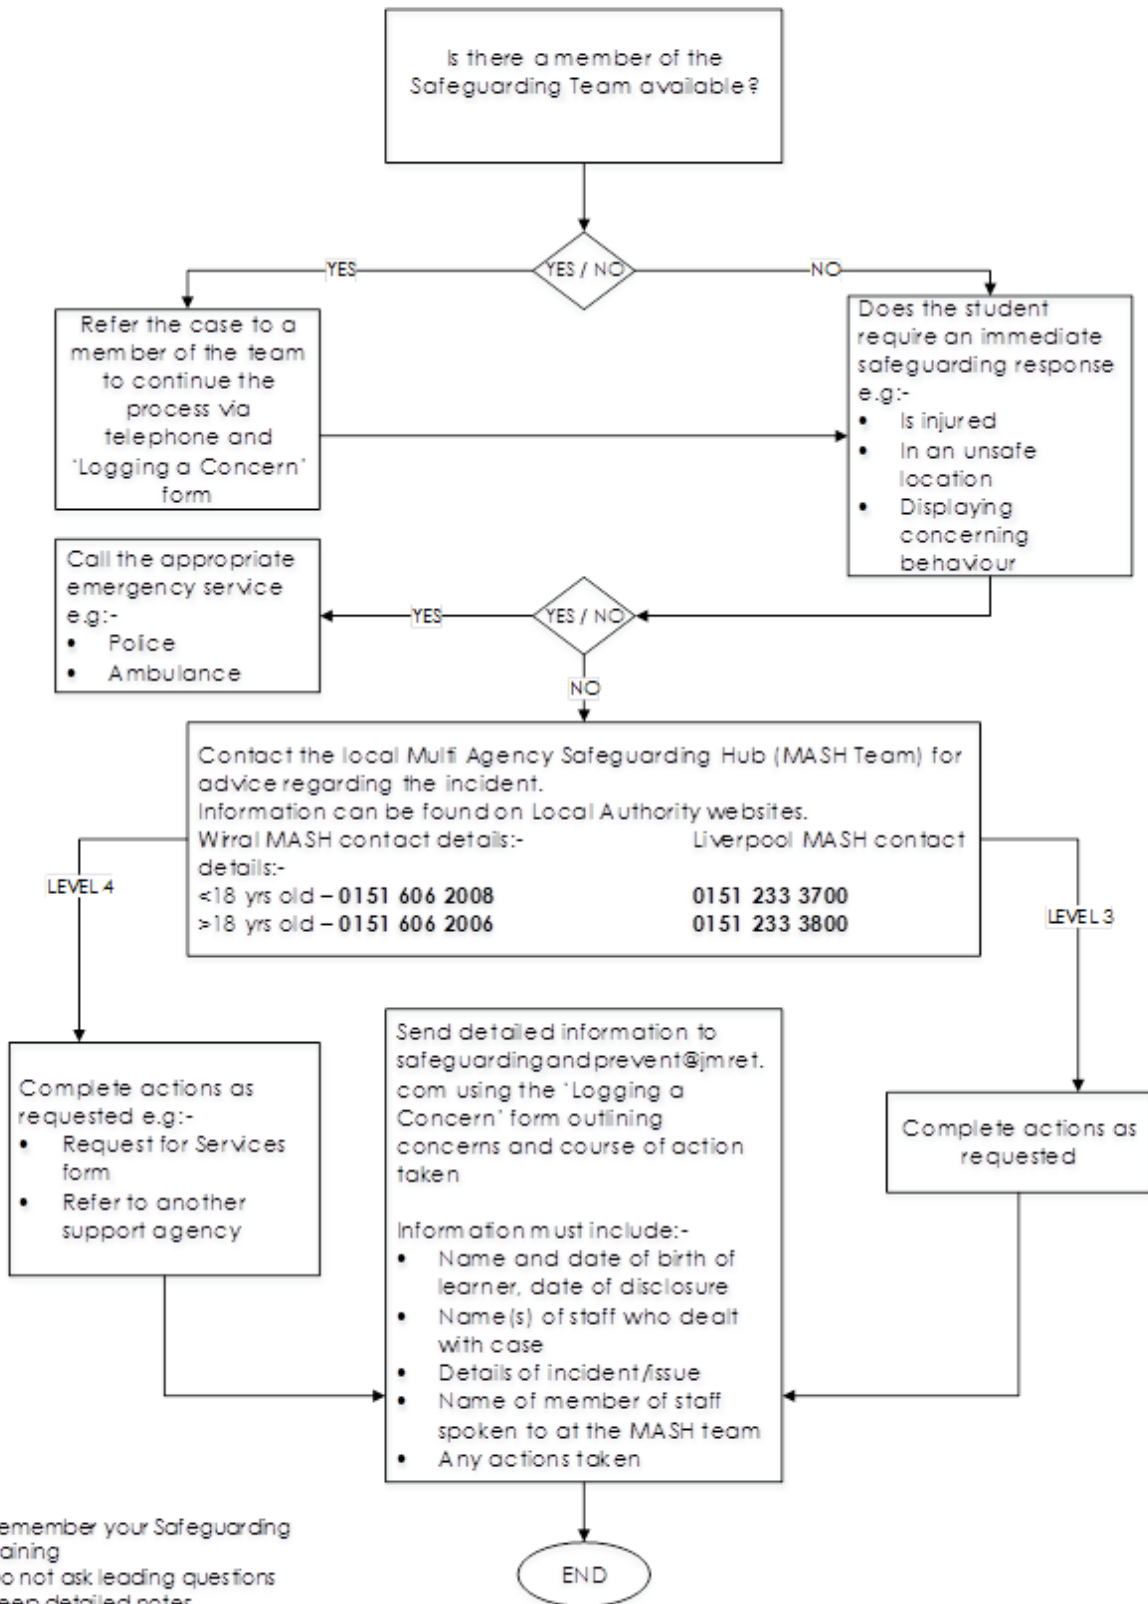 Is there a member of the
Safeguarding Team available?
YES / NO
YES
NO
Refer the case to a
member of the team
to continue the
process via
telephone and
‘Logging a Concern’
form
Does the student
require an immediate
safeguarding response
e.g:-
• Is injured
• In an unsafe
location
• Displaying
concerning
behaviour
Call the appropriate
emergency service
e.g:-
• Police
• Ambulance
YES
YES / NO
NO
Contact the local Multi Agency Safeguarding Hub (MASH Team) for
advice regarding the incident.
Information can be found on Local Authority websites.
Wirral MASH contact details:- Liverpool MASH contact
details:-
<18 yrs old – 0151 606 2008 0151 233 3700
>18 yrs old – 0151 606 2006 0151 233 3800
LEVEL 4
LEVEL 3
Complete actions as
requested e.g:-
• Request for Services
form
• Refer to another
support agency
Send detailed information to
safeguardingandprevent@jmret.
com using the ‘Logging a
Concern’ form outlining
concerns and course of action
taken
Information must include:-
• Name and date of birth of
learner, date of disclosure
• Name(s) of staff who dealt
with case
• Details of incident/issue
• Name of member of staff
spoken to at the MASH team
• Any actions taken
Complete actions as
requested
END
emember your Safeguarding
aining
o not ask leading questions
eep detailed notes